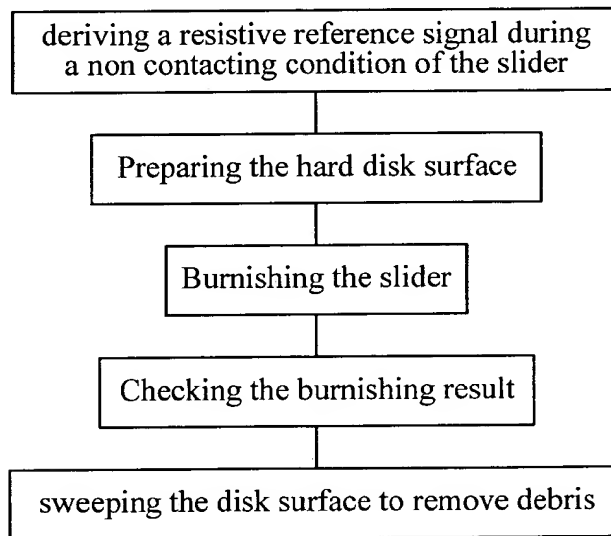 deriving a resistive reference signal during
a non contacting condition of the slider
Preparing the hard disk surface
Burnishing the slider
Checking the burnishing result
sweeping the disk surface to remove debris